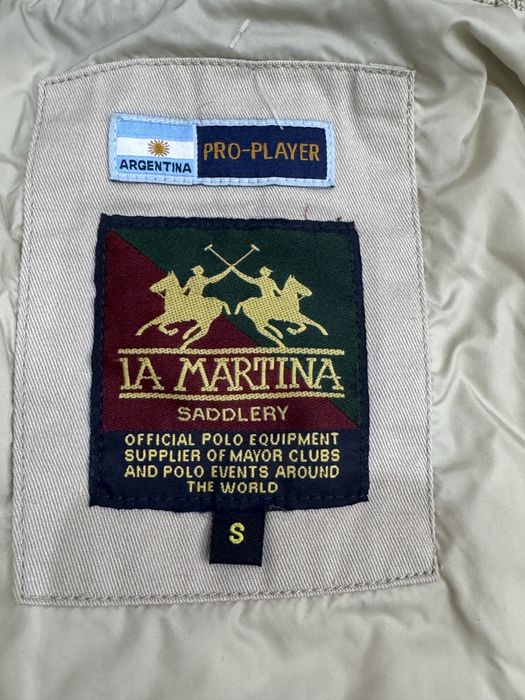 ARGENTINA PRO-PLAYER
LA MARTINA
SADDLERY
OFFICIAL POLO EQUIPMENT
SUPPLIER OF MAYOR CLUBS
AND POLO EVENTS AROUND
THE WORLD
S